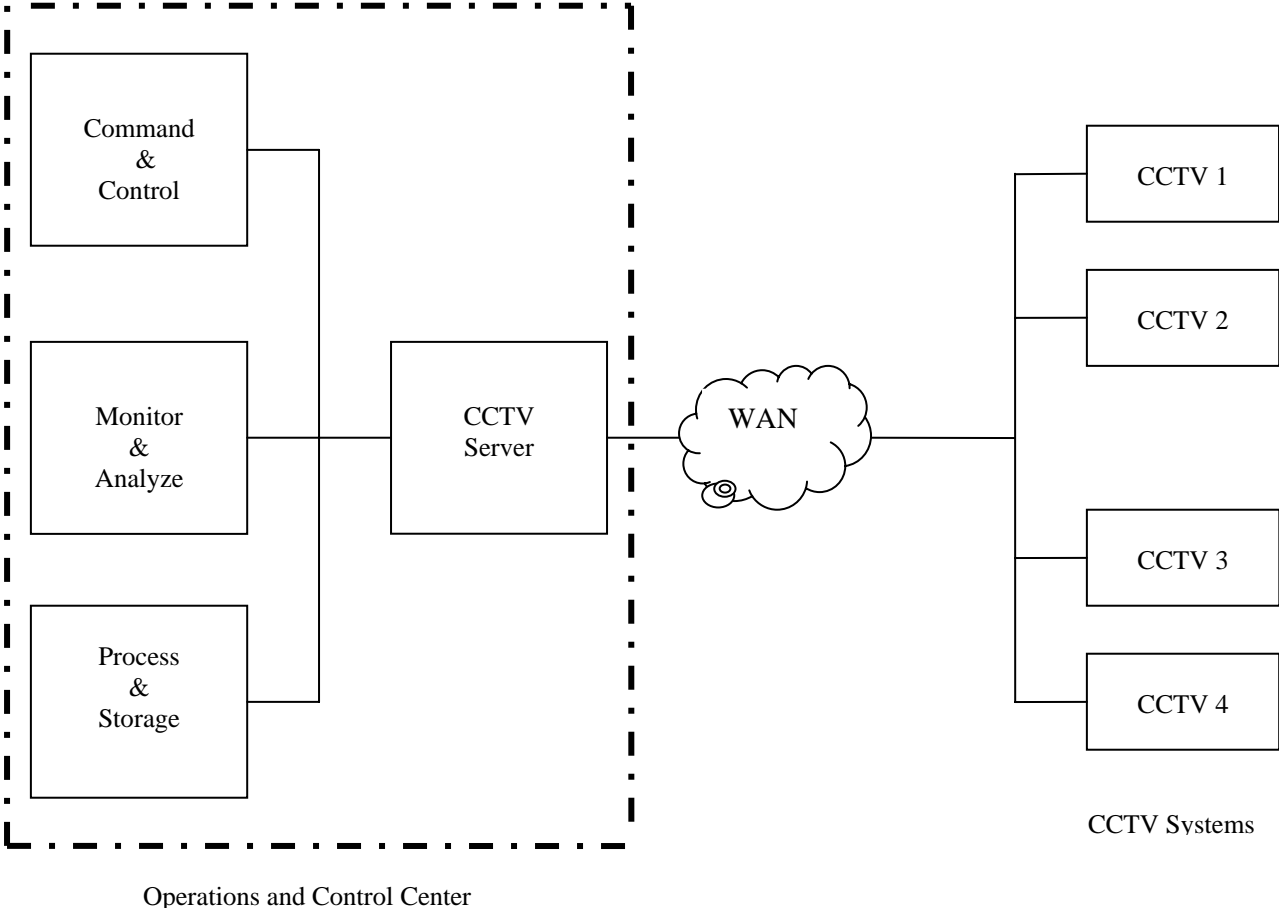 Command
&
Control
Monitor
&
Analyze
Process
&
Storage
CCTV
Server
WAN
CCTV 1
CCTV 2
CCTV 3
CCTV 4
CCTV Systems
Operations and Control Center